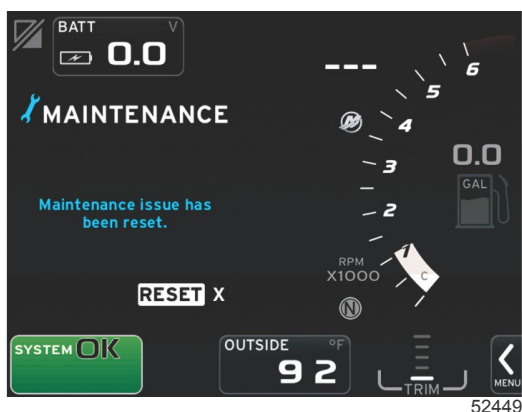 BATT V
0.0
MAINTENANCE
Maintenance issue has
been reset.
RESET X
---
6
5
4
3
2
1
C
RPM
X1000
N
0.0
GAL
SYSTEM OK
OUTSIDE °F
92
TRIM
MENU
52449